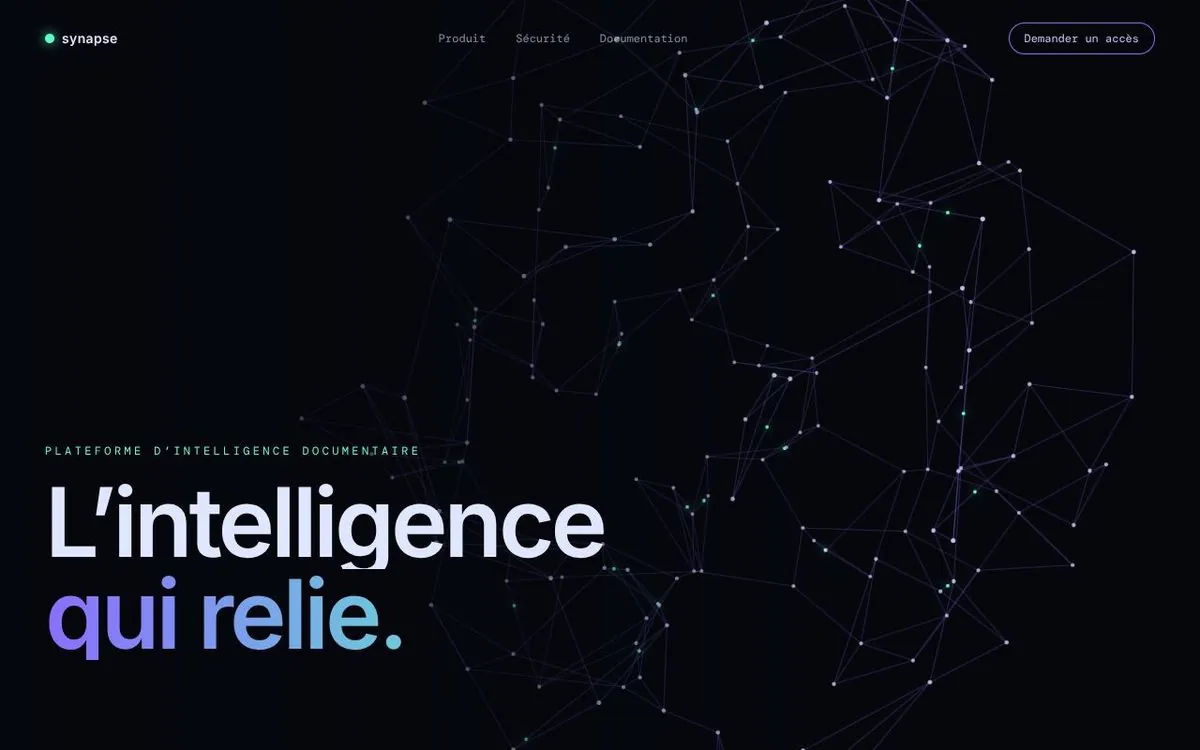 synapse
Produit
Sécurité
Documentation
Demander un accès
PLATEFORME D’INTELLIGENCE DOCUMENTAIRE
L’intelligence
qui relie.